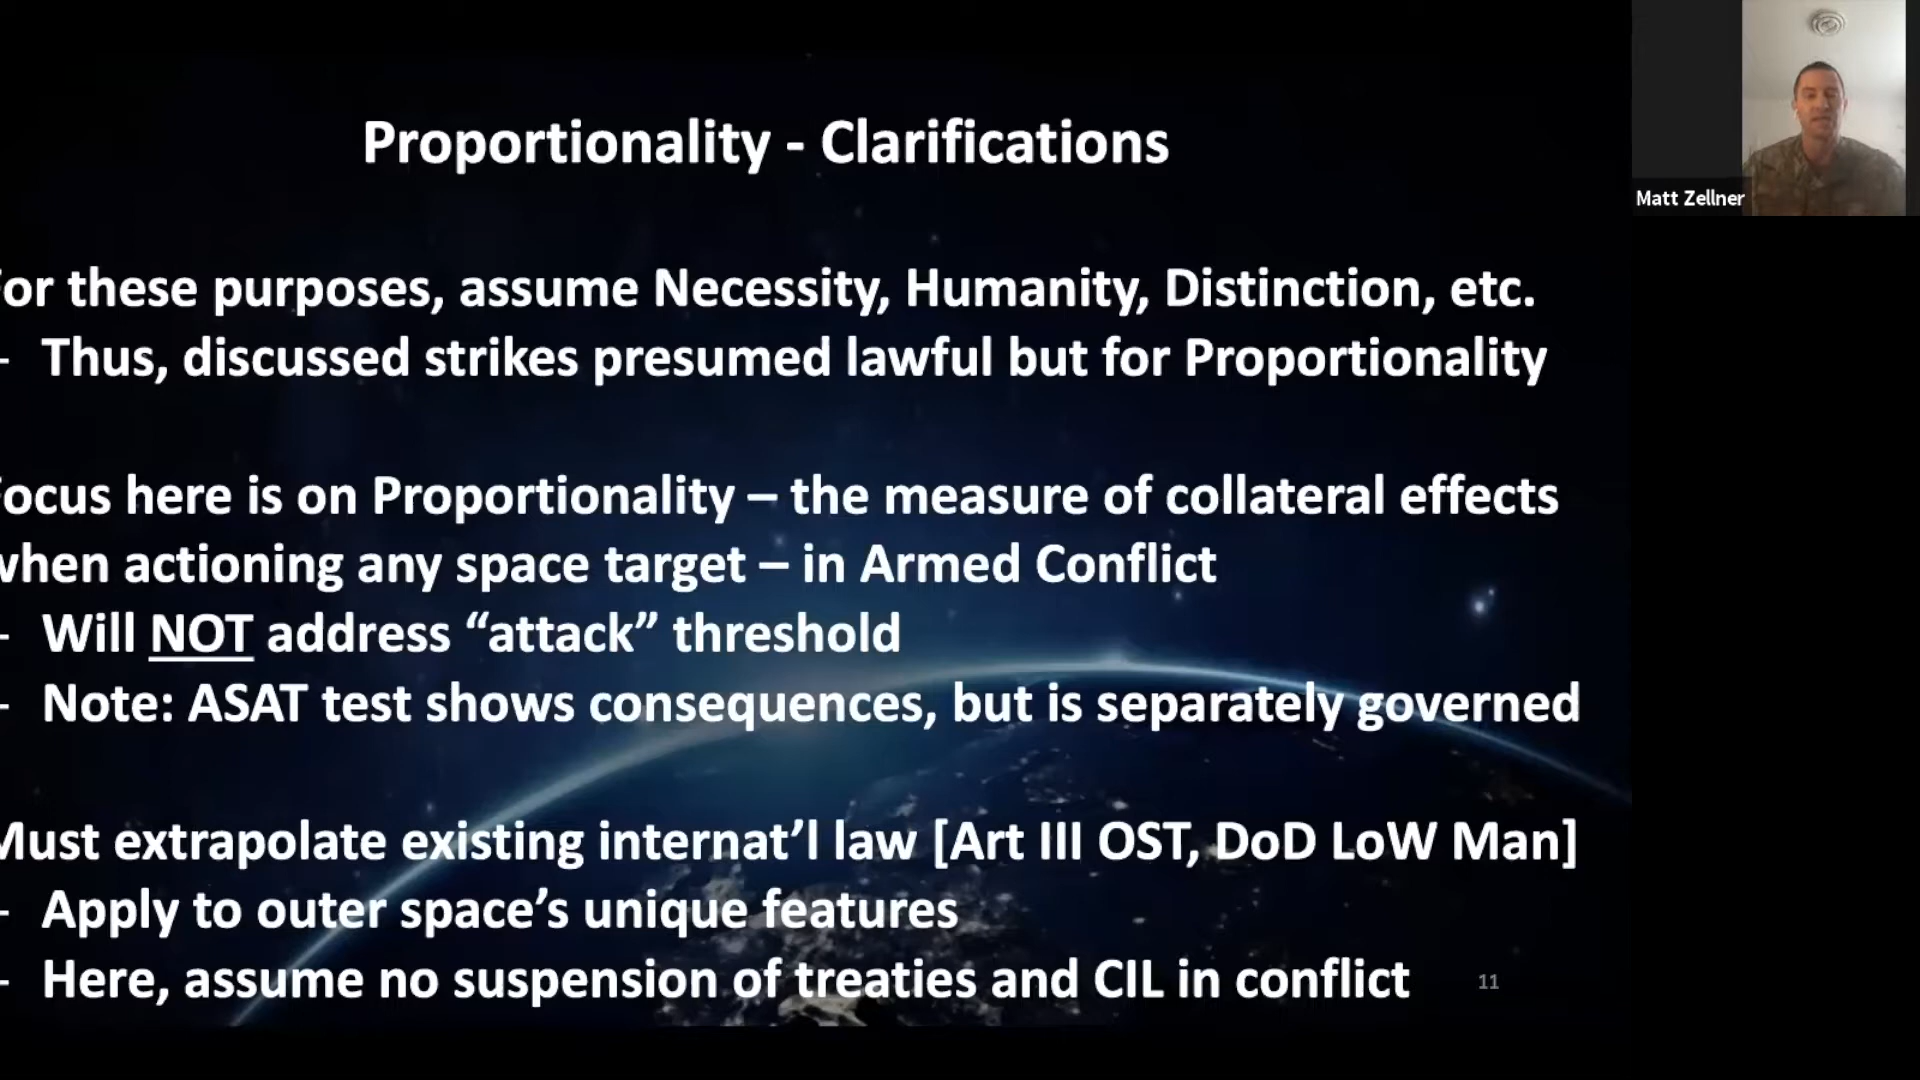 Proportionality - Clarifications
Matt Zellner
For these purposes, assume Necessity, Humanity, Distinction, etc.
- Thus, discussed strikes presumed lawful but for Proportionality
Focus here is on Proportionality – the measure of collateral effects
when actioning any space target – in Armed Conflict
- Will NOT address “attack” threshold
- Note: ASAT test shows consequences, but is separately governed
Must extrapolate existing internat’l law [Art III OST, DoD LoW Man]
- Apply to outer space’s unique features
- Here, assume no suspension of treaties and CIL in conflict
11